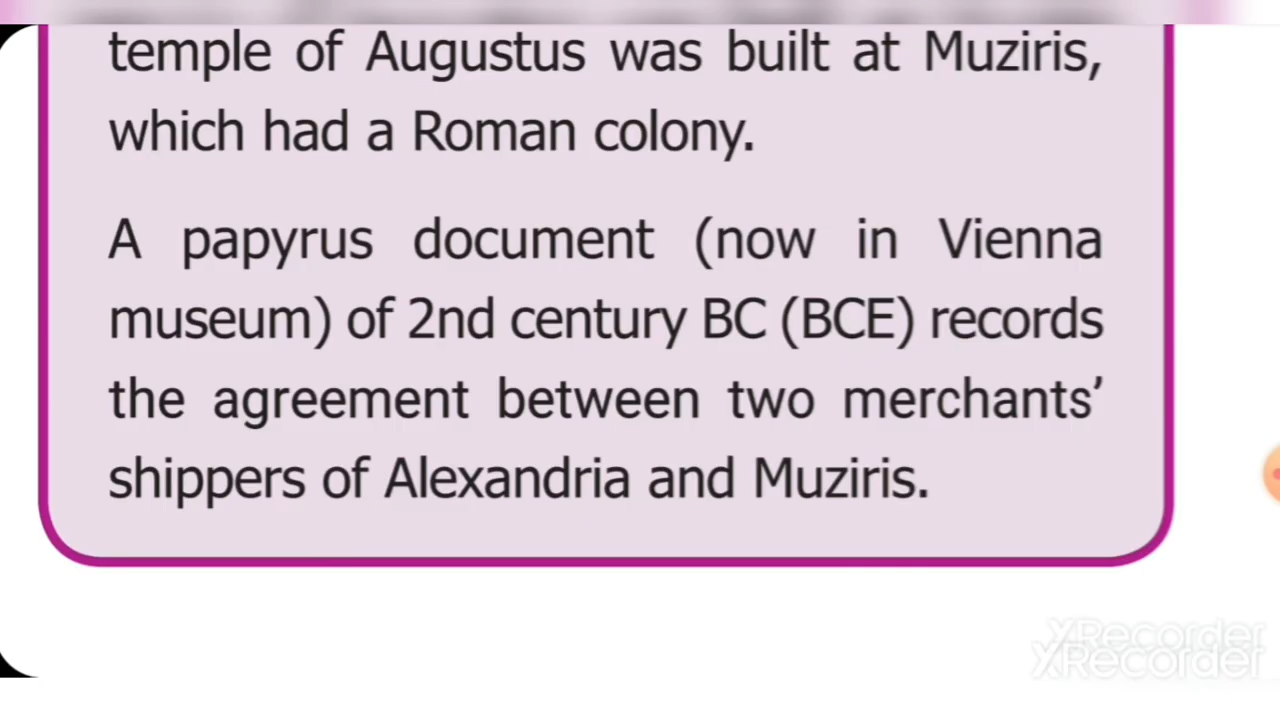 temple of Augustus was built at Muziris,
which had a Roman colony.
A papyrus document (now in Vienna
museum) of 2nd century BC (BCE) records
the agreement between two merchants’
shippers of Alexandria and Muziris.
XRecorder
XRecorder